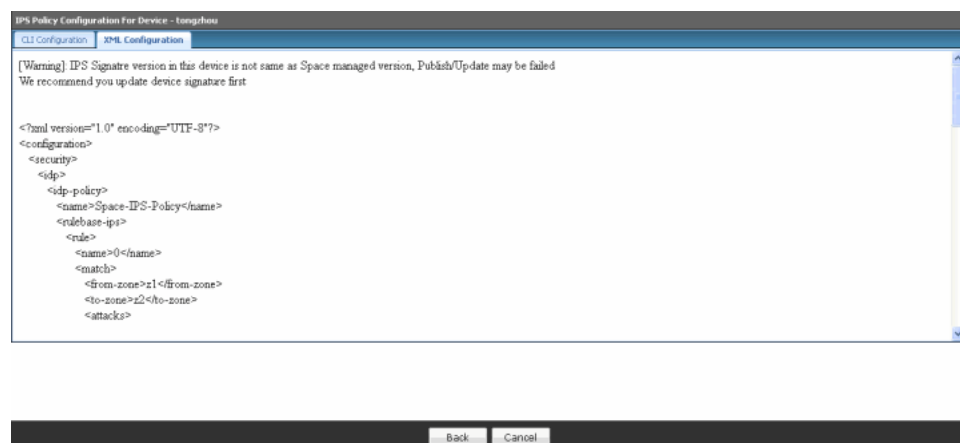 IPS Policy Configuration For Device - tongzhou
CLI Configuration XML Configuration
[Warning]: IPS Signatre version in this device is not same as Space managed version, Publish/Update may be failed
We recommend you update device signature first
<?xml version="1.0" encoding="UTF-8"?>
<configuration>
<security>
<idp>
<idp-policy>
<name>Space-IPS-Policy</name>
<rulebase-ips>
<rule>
<name>0</name>
<match>
<from-zone>z1</from-zone>
<to-zone>z2</to-zone>
<attacks>
Back Cancel